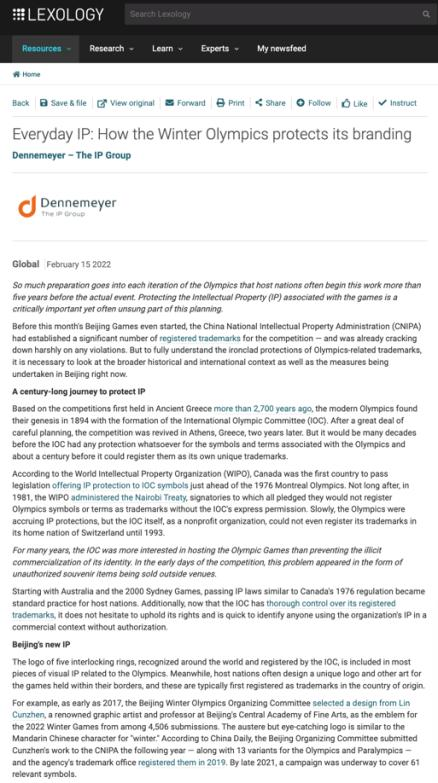 LEXOLOGY
Search Lexology
Resources
Research
Learn
Experts
My newsfeed
Home
Back
Save & file
View original
Forward
Print
Share
Follow
Like
Instruct
Everyday IP: How the Winter Olympics protects its branding
Dennemeyer – The IP Group
Dennemeyer
The IP Group
Global February 15 2022
So much preparation goes into each iteration of the Olympics that host nations often begin this work more than
five years before the actual event. Protecting the Intellectual Property (IP) associated with the games is a
critically important yet often unsung part of this planning.
Before this month's Beijing Games even started, the China National Intellectual Property Administration (CNIPA)
had established a significant number of registered trademarks for the competition — and was already cracking
down harshly on any violations. But to fully understand the ironclad protections of Olympics-related trademarks,
it is necessary to look at the broader historical and international context as well as the measures being
undertaken in Beijing right now.
A century-long journey to protect IP
Based on the competitions first held in Ancient Greece more than 2,700 years ago, the modern Olympics found
their genesis in 1894 with the formation of the International Olympic Committee (IOC). After a great deal of
careful planning, the competition was revived in Athens, Greece, two years later. But it would be many decades
before the IOC had any protection whatsoever for the symbols and terms associated with the Olympics and
about a century before it could register them as its own unique trademarks.
According to the World Intellectual Property Organization (WIPO), Canada was the first country to pass
legislation offering IP protection to IOC symbols just ahead of the 1976 Montreal Olympics. Not long after, in
1981, the WIPO administered the Nairobi Treaty, signatories to which all pledged they would not register
Olympics symbols or terms as trademarks without the IOC's express permission. Slowly, the Olympics were
accruing IP protections, but the IOC itself, as a nonprofit organization, could not even register its trademarks in
its home nation of Switzerland until 1993.
For many years, the IOC was more interested in hosting the Olympic Games than preventing the illicit
commercialization of its identity. In the early days of the competition, this problem appeared in the form of
unauthorized souvenir items being sold outside venues.
Starting with Australia and the 2000 Sydney Games, passing IP laws similar to Canada's 1976 regulation became
standard practice for host nations. Additionally, now that the IOC has thorough control over its registered
trademarks, it does not hesitate to uphold its rights and is quick to identify anyone using the organization's IP in a
commercial context without authorization.
Beijing's new IP
The logo of five interlocking rings, recognized around the world and registered by the IOC, is included in most
pieces of visual IP related to the Olympics. Meanwhile, host nations often design a unique logo and other art for
the games held within their borders, and these are typically first registered as trademarks in the country of origin.
For example, as early as 2017, the Beijing Winter Olympics Organizing Committee selected a design from Lin
Cunzhen, a renowned graphic artist and professor at Beijing's Central Academy of Fine Arts, as the emblem for
the 2022 Winter Games from among 4,506 submissions. The austere but eye-catching logo is similar to the
Mandarin Chinese character for "winter." According to China Daily, the Beijing Organizing Committee submitted
Cunzhen's work to the CNIPA the following year — along with 13 variants for the Olympics and Paralympics —
and the agency's trademark office registered them in 2019. By late 2021, a campaign was underway to cover 61
relevant symbols.